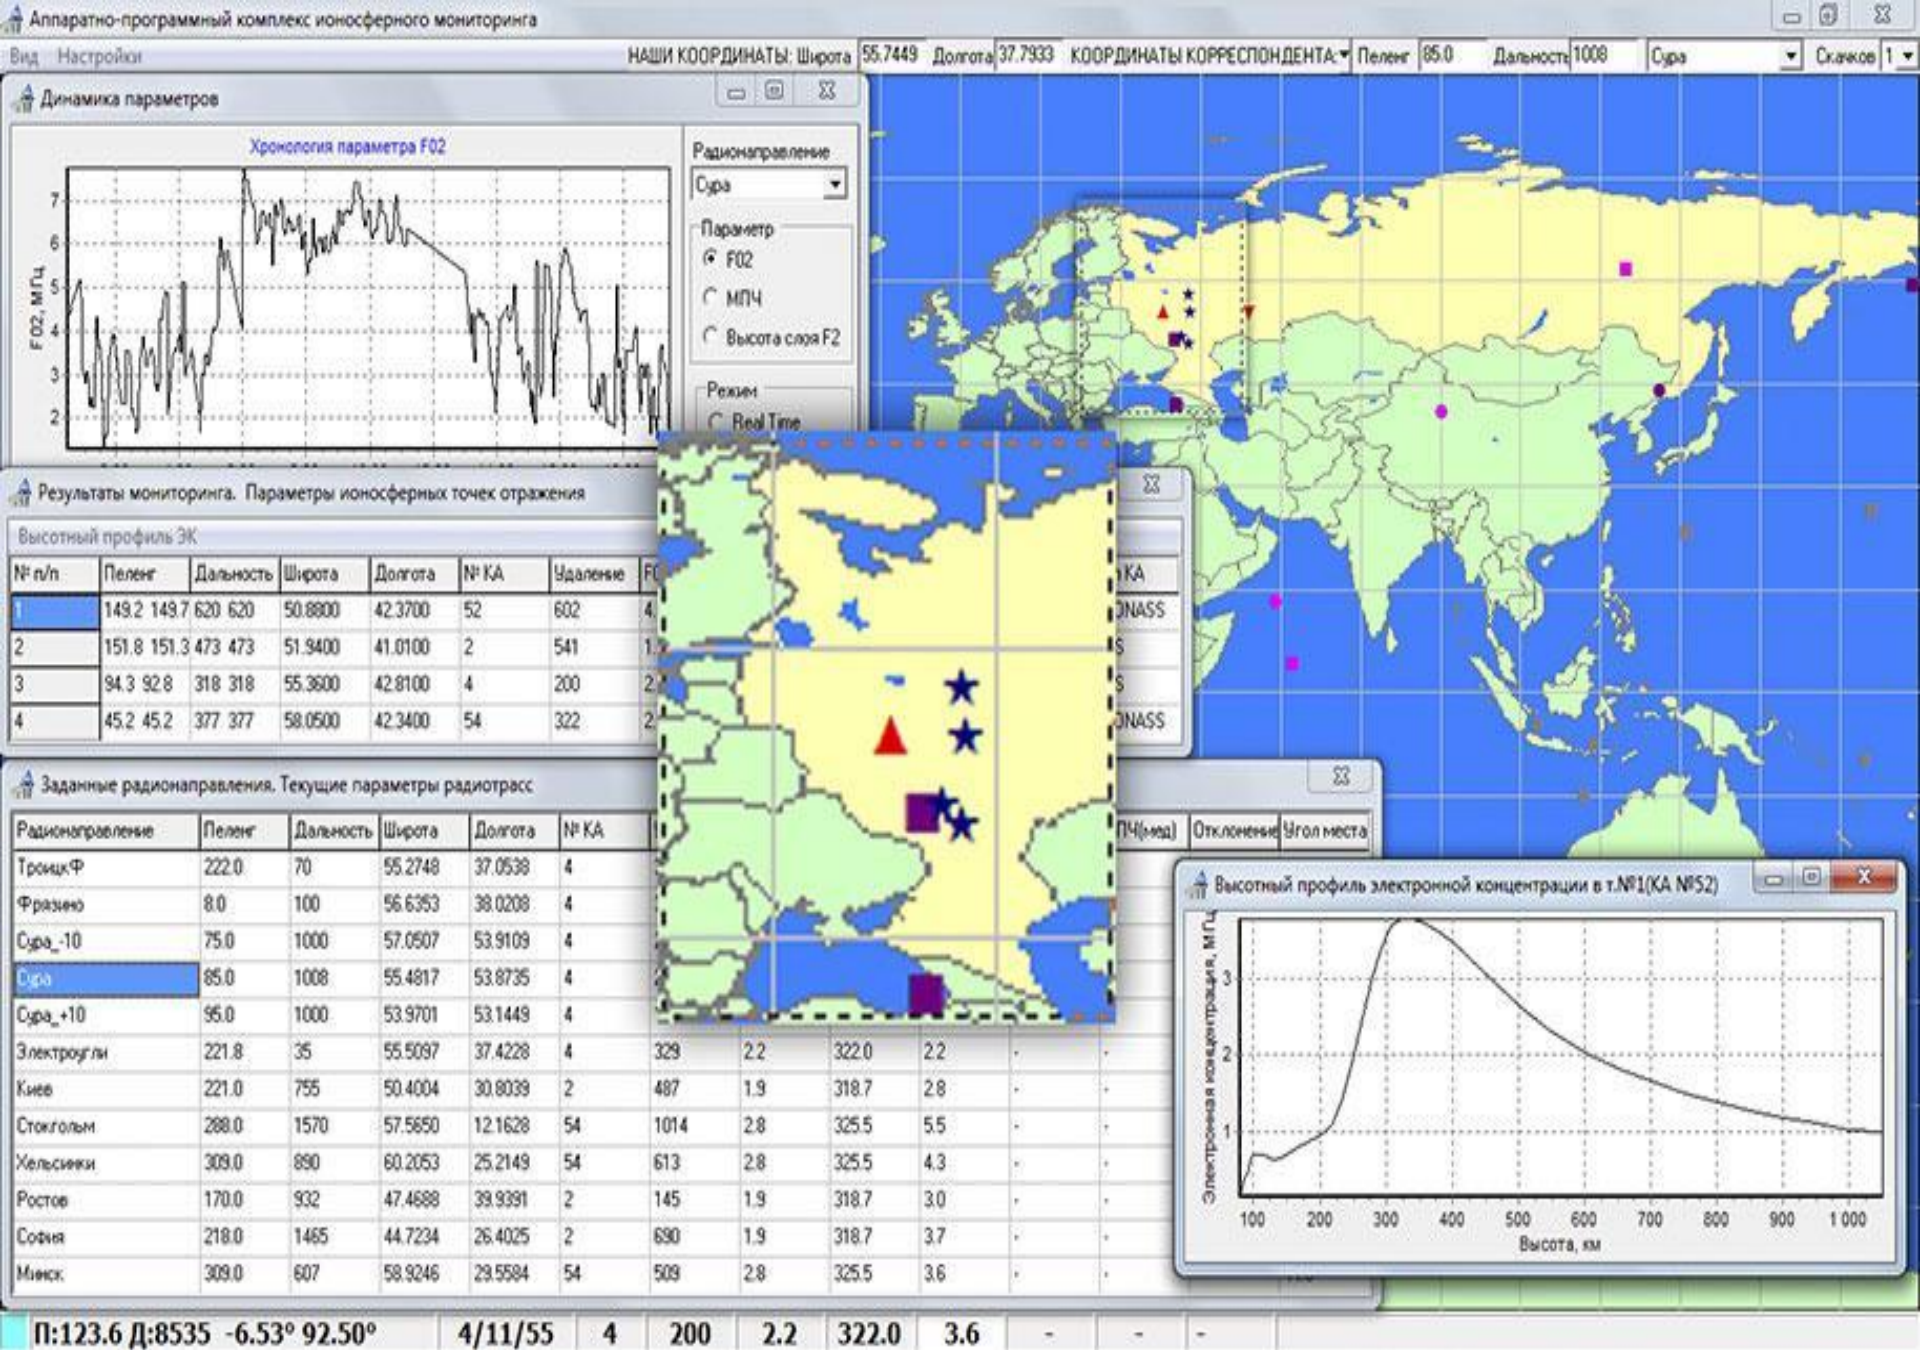 Аппаратно-программный комплекс ионосферного мониторинга
Вид Настройки НАШИ КООРДИНАТЫ: Широта 55.7449 Долгота 37.7933 КООРДИНАТЫ КОРРЕСПОНДЕНТА: Пеленг 85.0 Дальность 1008 Сура Скачков 1
Динамика параметров
Хронология параметра F02
F02, МГц
7
6
5
4
3
2
Радионаправление
Сура
Параметр
F02
МПЧ
Высота слоя F2
Режим
Real Time
Результаты мониторинга. Параметры ионосферных точек отражения
Высотный профиль ЭК
№ п/п Пеленг Дальность Широта Долгота № КА Удаление КА
1 149.2 149.7 620 620 50.8800 42.3700 52 602 4. ONASS
2 151.8 151.3 473 473 51.9400 41.0100 2 541 1. S
3 94.3 92.8 318 318 55.3600 42.8100 4 200 2. S
4 45.2 45.2 377 377 58.0500 42.3400 54 322 2 ONASS
Заданные радионаправления. Текущие параметры радиотрасс
Радионаправление Пеленг Дальность Широта Долгота № КА ПЧ(мед) Отклонение Угол места
ТроицкФ 222.0 70 55.2748 37.0538 4
Фрязино 8.0 100 56.6353 38.0208 4
Сура_-10 75.0 1000 57.0507 53.9109 4
Сура 85.0 1008 55.4817 53.8735 4
Сура_+10 95.0 1000 53.9701 53.1449 4
Электроугли 221.8 35 55.5097 37.4228 4 329 2.2 322.0 2.2 - -
Киев 221.0 755 50.4004 30.8039 2 487 1.9 318.7 2.8 - -
Стокгольм 288.0 1570 57.5650 12.1628 54 1014 2.8 325.5 5.5 - -
Хельсинки 309.0 890 60.2053 25.2149 54 613 2.8 325.5 4.3 - -
Ростов 170.0 932 47.4688 39.9391 2 145 1.9 318.7 3.0 - -
София 218.0 1465 44.7234 26.4025 2 690 1.9 318.7 3.7 - -
Минск 309.0 607 58.9246 29.5584 54 509 2.8 325.5 3.6 - -
Высотный профиль электронной концентрации в т.№1(КА №52)
Электронная концентрация, МГц
3
2
1
100 200 300 400 500 600 700 800 900 1 000
Высота, км
П:123.6 Д:8535 -6.53° 92.50° 4/11/55 4 200 2.2 322.0 3.6 - - -